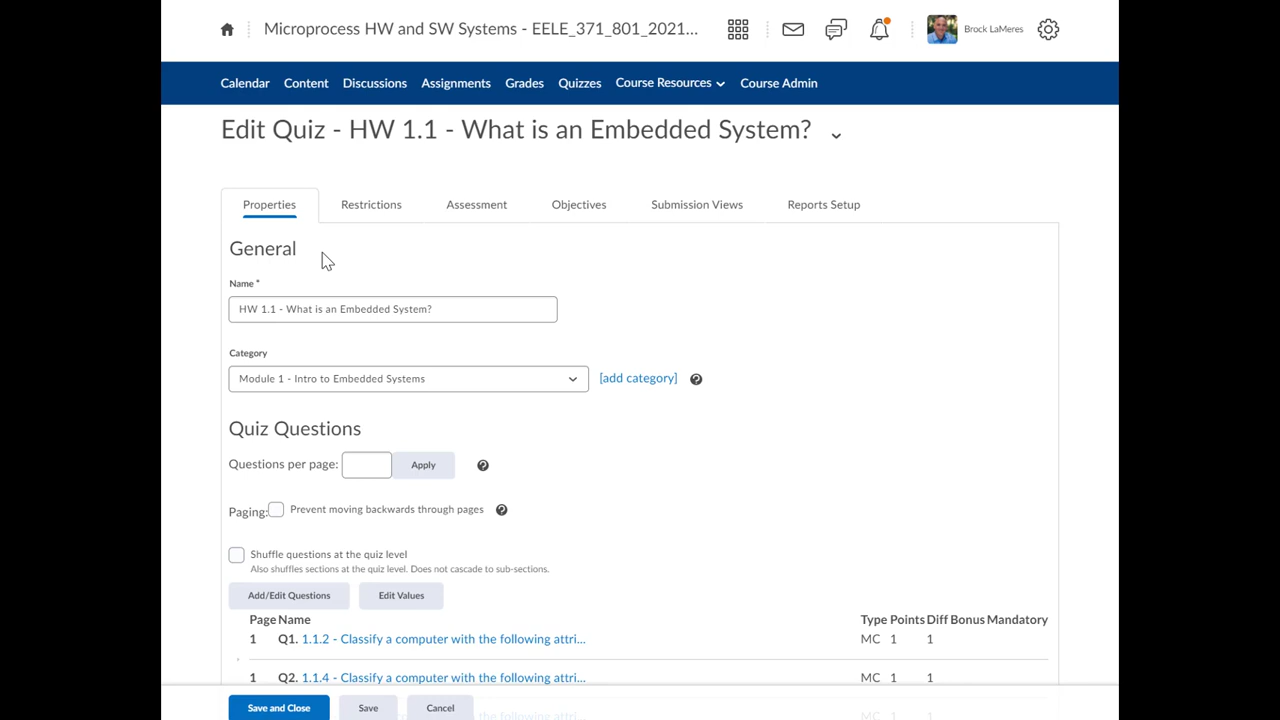 Microprocess HW and SW Systems - EELE_371_801_2021...
Brock LaMeres
Calendar Content Discussions Assignments Grades Quizzes Course Resources Course Admin
Edit Quiz - HW 1.1 - What is an Embedded System?
Properties Restrictions Assessment Objectives Submission Views Reports Setup
General
Name *
HW 1.1 - What is an Embedded System?
Category
Module 1 - Intro to Embedded Systems [add category]
Quiz Questions
Questions per page: Apply
Paging: Prevent moving backwards through pages
Shuffle questions at the quiz level
Also shuffles sections at the quiz level. Does not cascade to sub-sections.
Add/Edit Questions Edit Values
Page Name Type Points Diff Bonus Mandatory
1 Q1. 1.1.2 - Classify a computer with the following attri... MC 1 1
1 Q2. 1.1.4 - Classify a computer with the following attri... MC 1 1
Save and Close Save Cancel